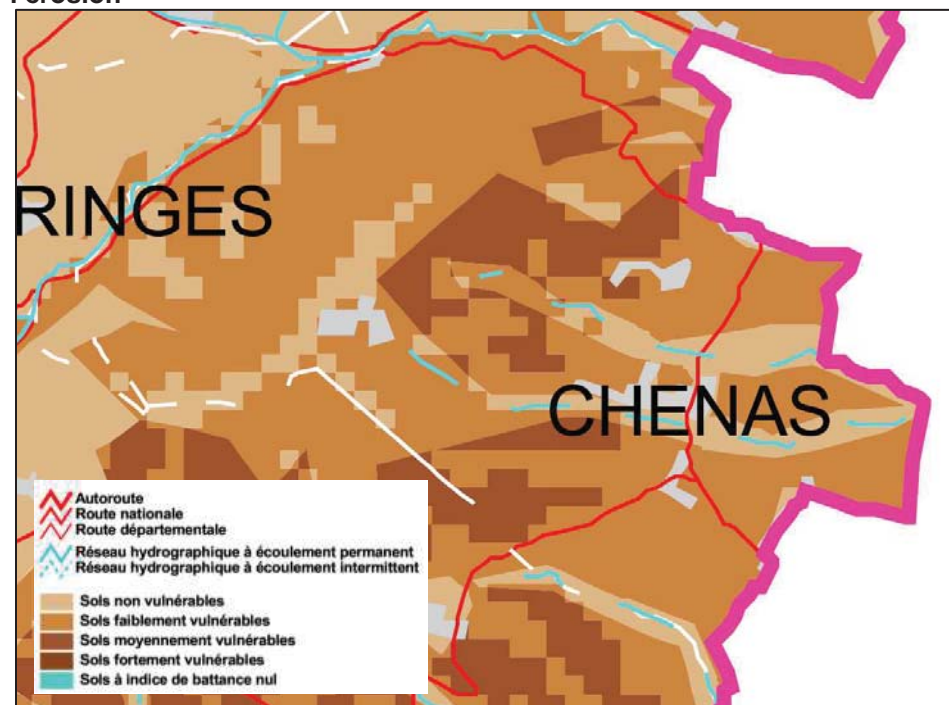 l'érosion
RINGES
CHENAS
Autoroute
Route nationale
Route départementale
Réseau hydrographique à écoulement permanent
Réseau hydrographique à écoulement intermittent
Sols non vulnérables
Sols faiblement vulnérables
Sols moyennement vulnérables
Sols fortement vulnérables
Sols à indice de battance nul